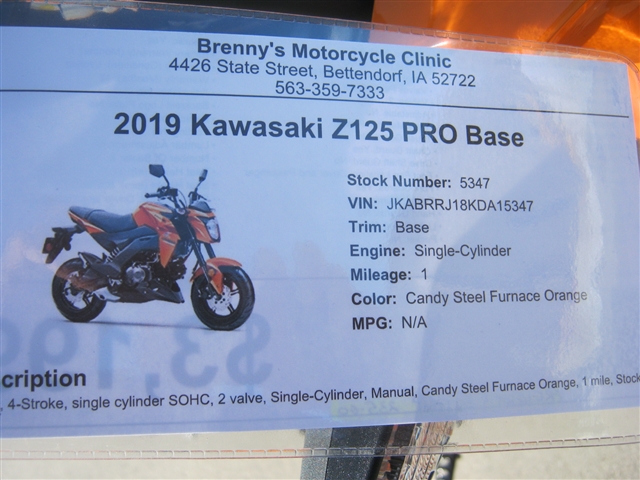 Brenny's Motorcycle Clinic
4426 State Street, Bettendorf, IA 52722
563-359-7333
2019 Kawasaki Z125 PRO Base
Stock Number: 5347
VIN: JKABRRJ18KDA15347
Trim: Base
Engine: Single-Cylinder
Mileage: 1
Color: Candy Steel Furnace Orange
MPG: N/A
$3,199
cription
, 4-Stroke, single cylinder SOHC, 2 valve, Single-Cylinder, Manual, Candy Steel Furnace Orange, 1 mile, Stock